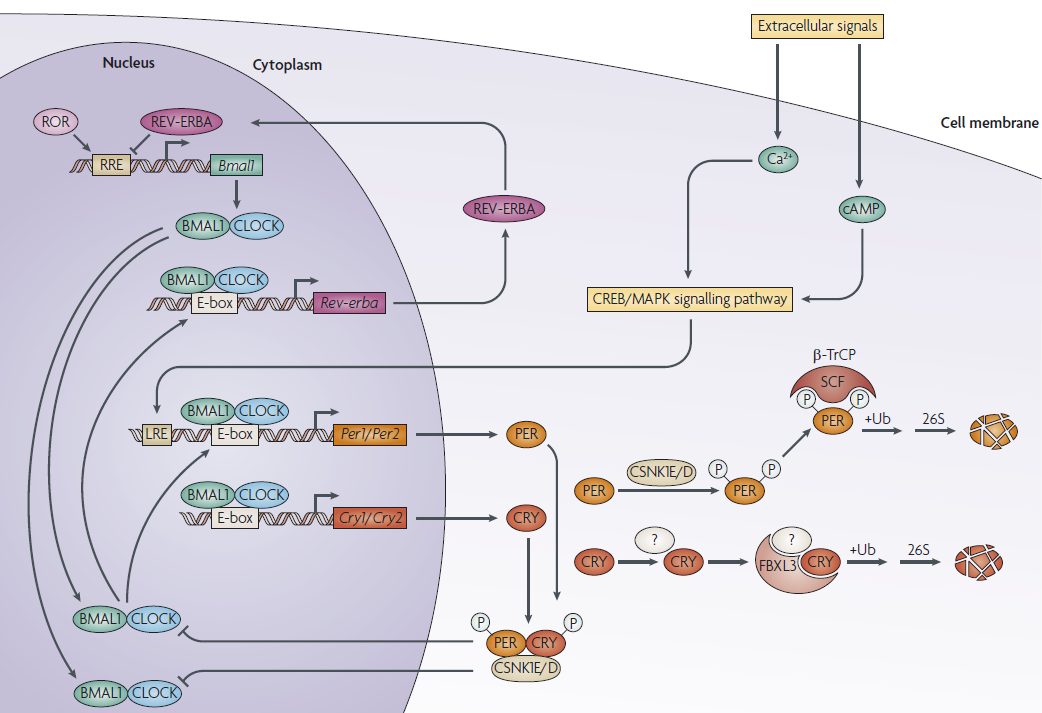 Extracellular signals
Nucleus
Cytoplasm
Cell membrane
ROR
REV-ERBA
RRE
Bmal1
Ca2+
BMAL1
CLOCK
REV-ERBA
cAMP
BMAL1
CLOCK
E-box
Rev-erba
CREB/MAPK signalling pathway
β-TrCP
SCF
P
P
PER
+Ub
26S
BMAL1
CLOCK
LRE
E-box
Per1/Per2
PER
CSNK1E/D
P
P
PER
PER
BMAL1
CLOCK
E-box
Cry1/Cry2
CRY
?
CRY
CRY
?
FBXL3
CRY
+Ub
26S
BMAL1
CLOCK
P
P
PER
CRY
CSNK1E/D
BMAL1
CLOCK